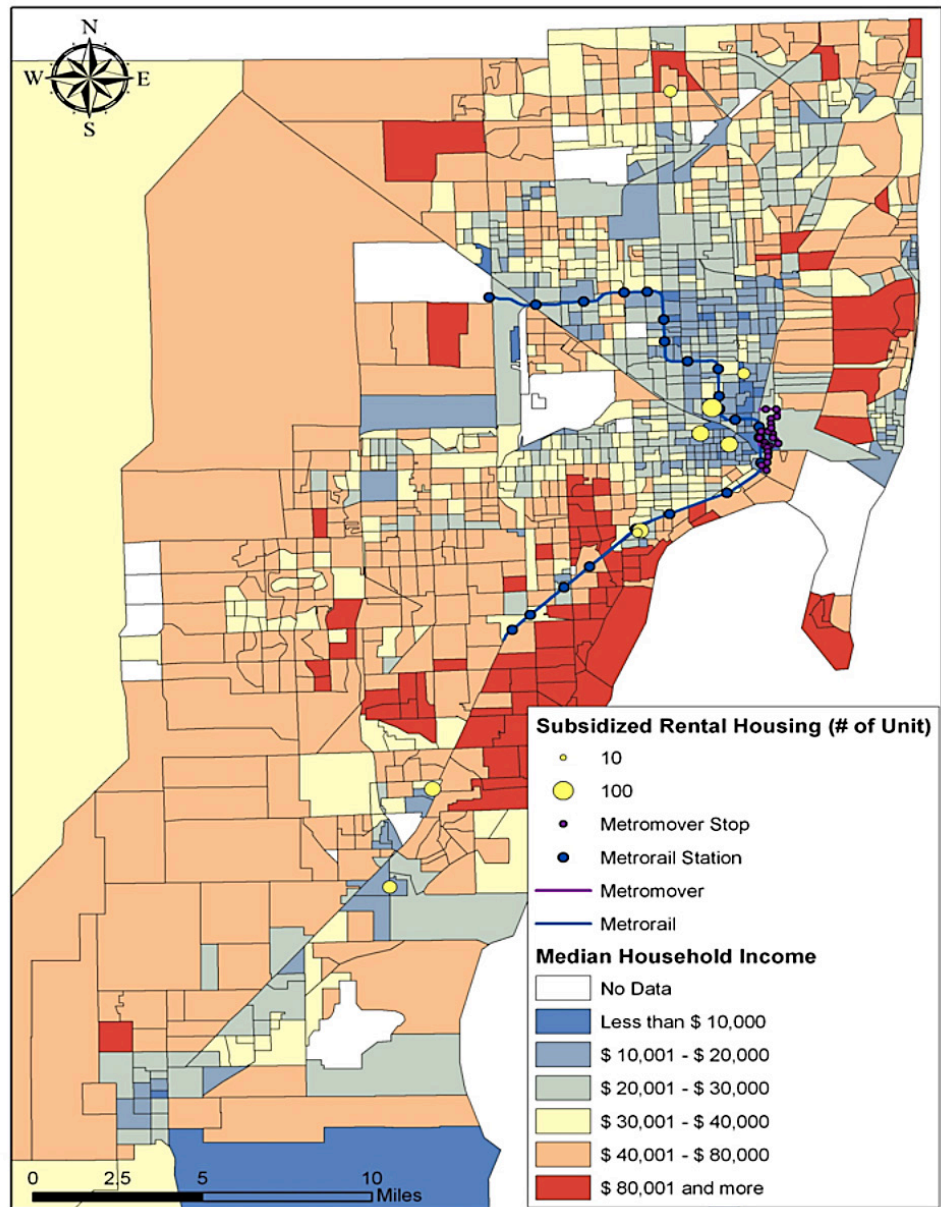 N
W E
S
Subsidized Rental Housing (# of Unit)
10
100
Metromover Stop
Metrorail Station
Metromover
Metrorail
Median Household Income
No Data
Less than $ 10,000
$ 10,001 - $ 20,000
$ 20,001 - $ 30,000
$ 30,001 - $ 40,000
$ 40,001 - $ 80,000
$ 80,001 and more
0 2.5 5 10
Miles